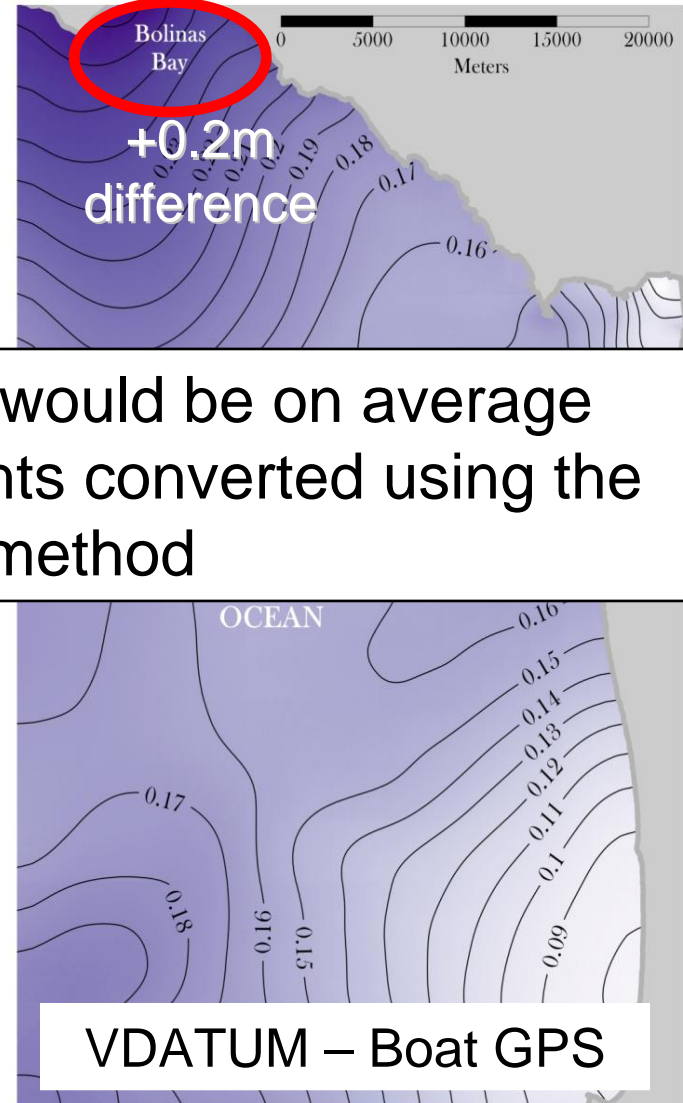 Bolinas
Bay
0 5000 10000 15000 20000
Meters
+0.2m
difference
0.2
0.19
0.18
0.17
0.16
would be on average
nts converted using the
method
OCEAN
0.16
0.15
0.14
0.13
0.12
0.11
0.1
0.09
0.17
0.18
0.16
0.15
VDATUM – Boat GPS